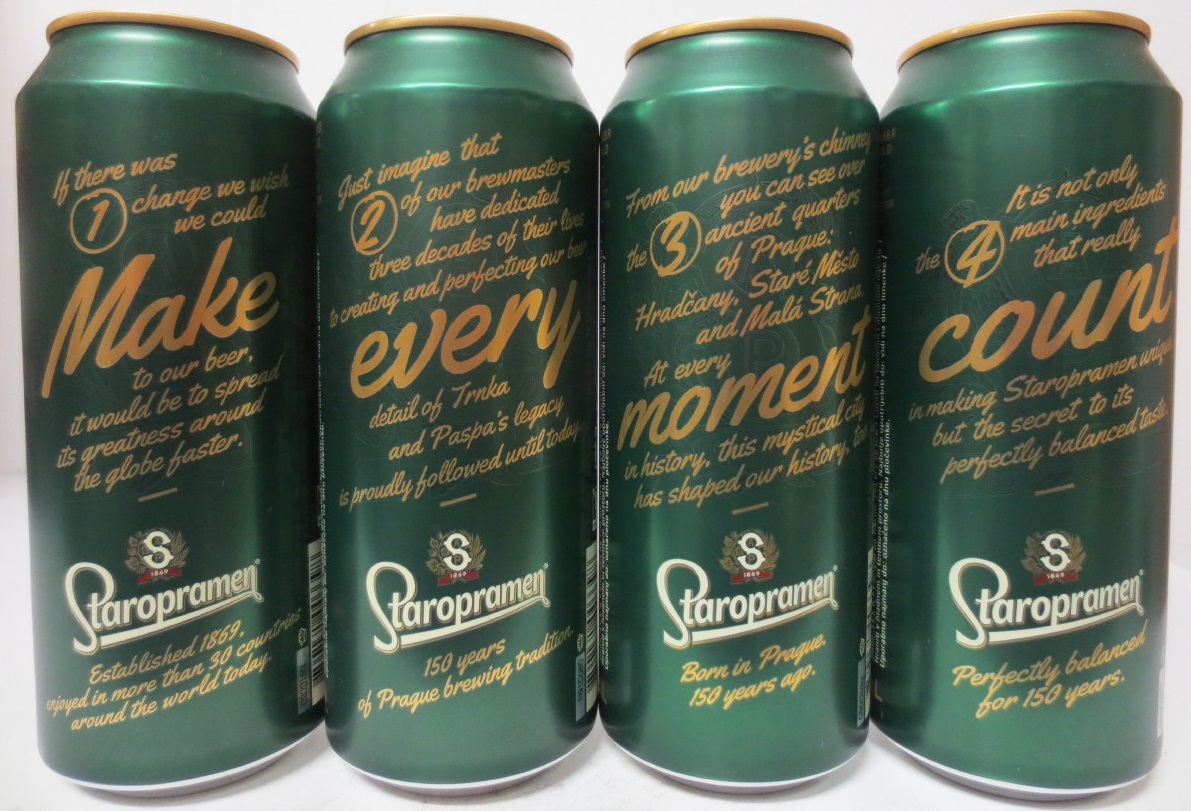 If there was
1 change we wish
we could
Make
to our beer,
it would be to spread
its greatness around
the globe faster.
S
1869
Staropramen
Established 1869,
enjoyed in more than 30 countries
around the world today.
Just imagine that
2 of our brewmasters
have dedicated
three decades of their lives
to creating and perfecting our beer
every
detail of Trnka
and Paspa's legacy
is proudly followed until today.
S
1869
Staropramen
150 years
of Prague brewing tradition.
From our brewery's chimney
you can see over
the 3 ancient quarters
of Prague:
Hradčany, Staré Město
and Malá Strana.
At every
moment
in history, this mystical city
has shaped our history, too
S
1869
Staropramen
Born in Prague.
150 years ago.
It is not only
the 4 main ingredients
that really
count
in making Staropramen unique
but the secret to its
perfectly balanced taste.
S
1869
Staropramen
Perfectly balanced
for 150 years.